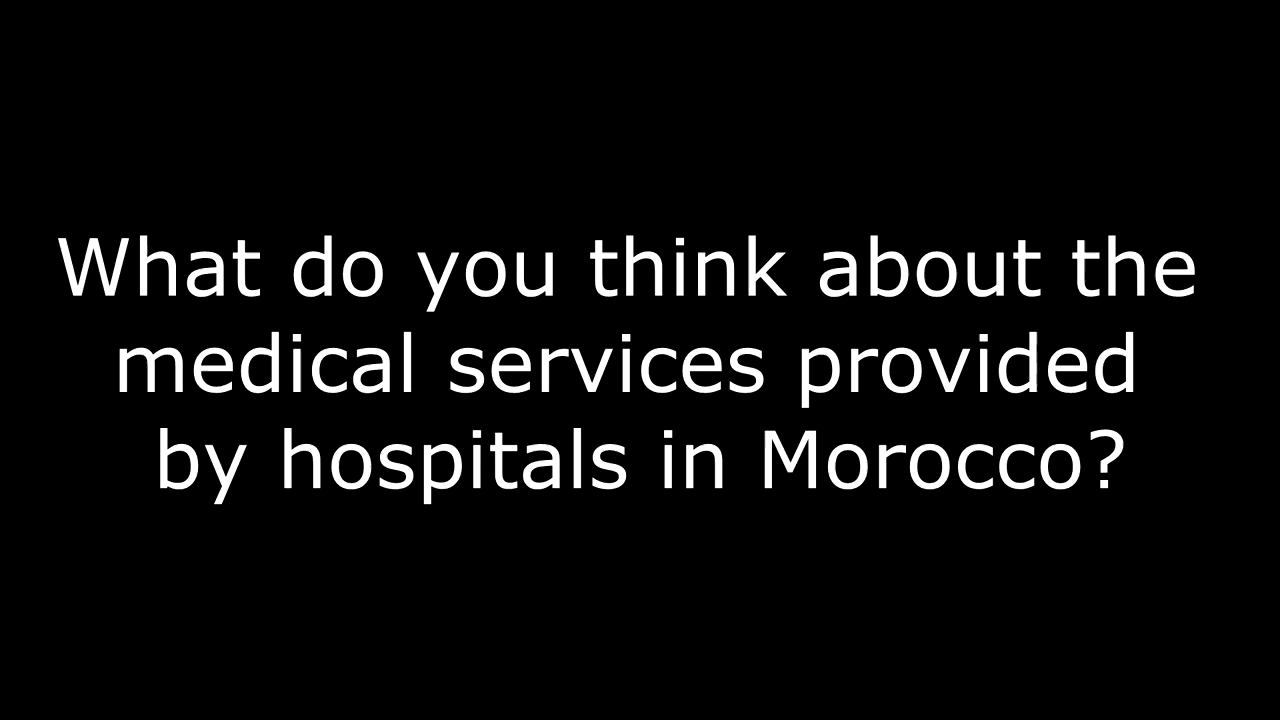 What do you think about the
medical services provided
by hospitals in Morocco?